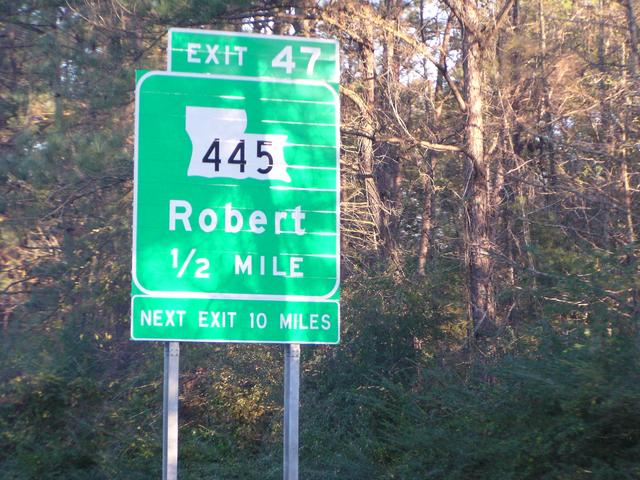 EXIT 47
445
Robert
1/2 MILE
NEXT EXIT 10 MILES